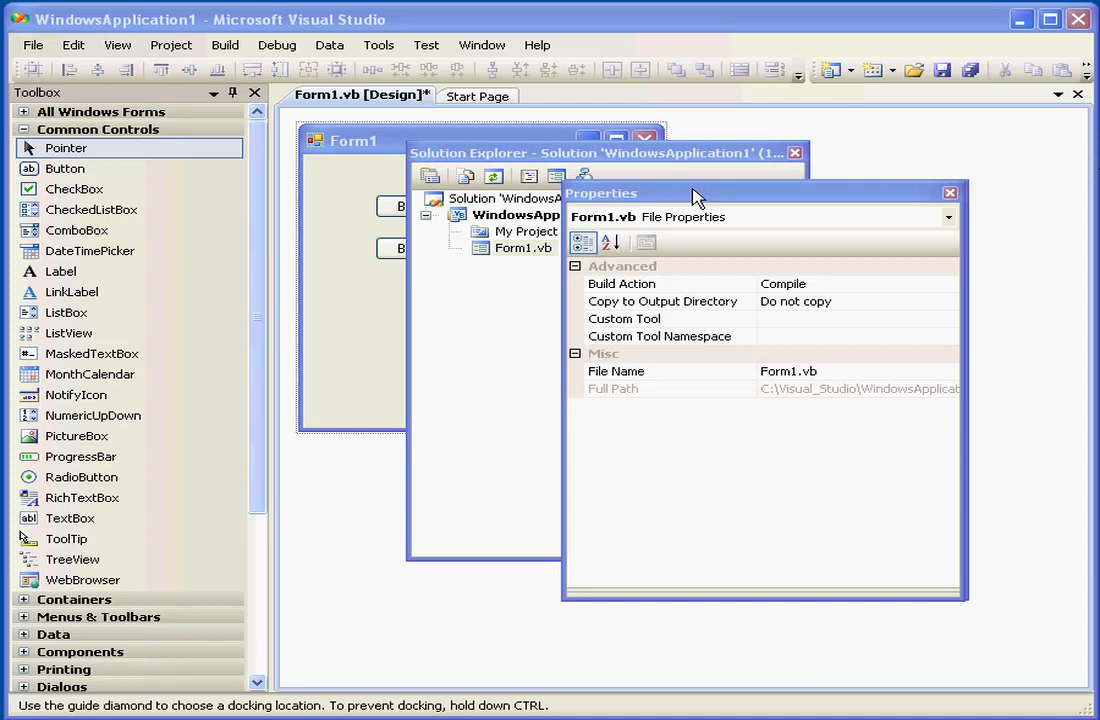 WindowsApplication1 - Microsoft Visual Studio
File Edit View Project Build Debug Data Tools Test Window Help
Toolbox
Form1.vb [Design]* Start Page
All Windows Forms
Common Controls
Pointer
Button
CheckBox
CheckedListBox
ComboBox
DateTimePicker
Label
LinkLabel
ListBox
ListView
MaskedTextBox
MonthCalendar
NotifyIcon
NumericUpDown
PictureBox
ProgressBar
RadioButton
RichTextBox
TextBox
ToolTip
TreeView
WebBrowser
Containers
Menus & Toolbars
Data
Components
Printing
Dialogs
Form1
B
B
Solution Explorer - Solution 'WindowsApplication1' (1...
Solution 'WindowsA
WindowsApp
My Project
Form1.vb
Properties
Form1.vb File Properties
Advanced
Build Action Compile
Copy to Output Directory Do not copy
Custom Tool
Custom Tool Namespace
Misc
File Name Form1.vb
Full Path C:\Visual_Studio\WindowsApplicat
Use the guide diamond to choose a docking location. To prevent docking, hold down CTRL.